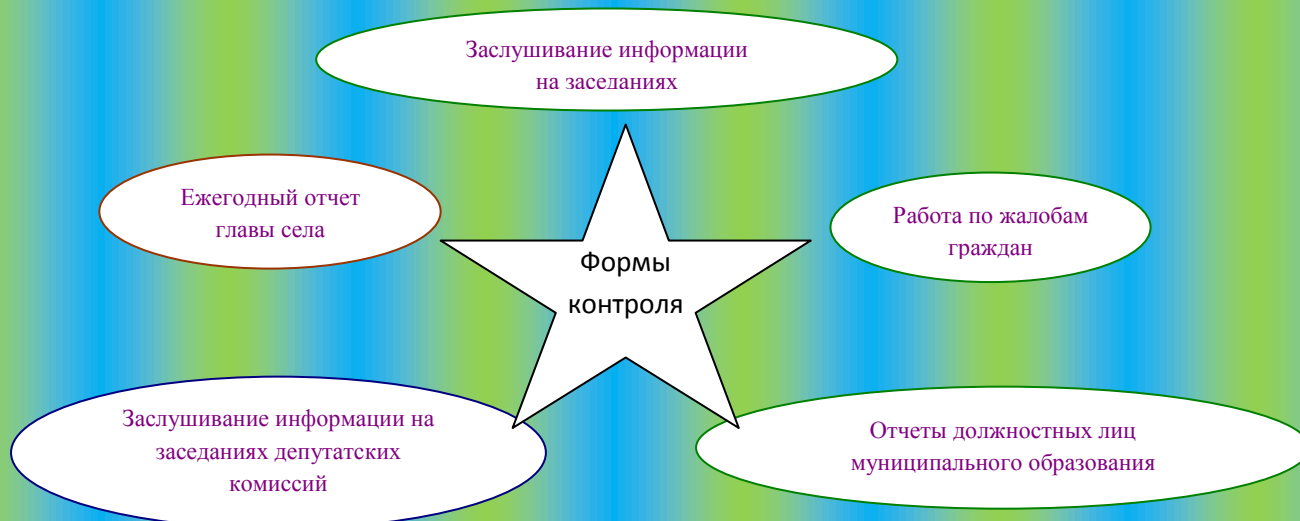 Заслушивание информации
на заседаниях
Ежегодный отчет
главы села
Работа по жалобам
граждан
Формы
контроля
Заслушивание информации на
заседаниях депутатских
комиссий
Отчеты должностных лиц
муниципального образования